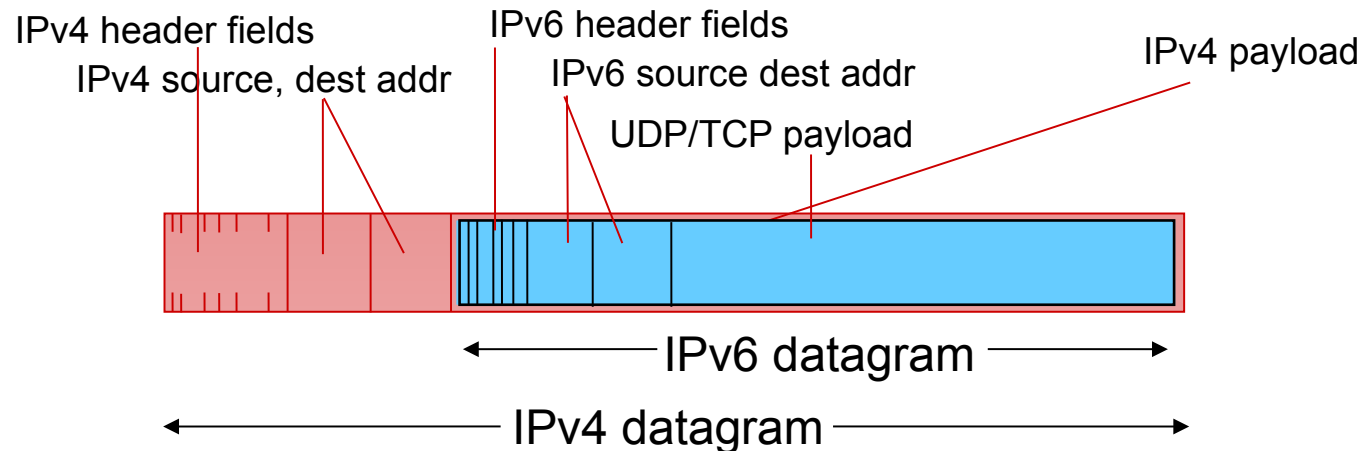 IPv4 header fields
IPv6 header fields
IPv4 payload
IPv4 source, dest addr
IPv6 source dest addr
UDP/TCP payload
IPv6 datagram
IPv4 datagram